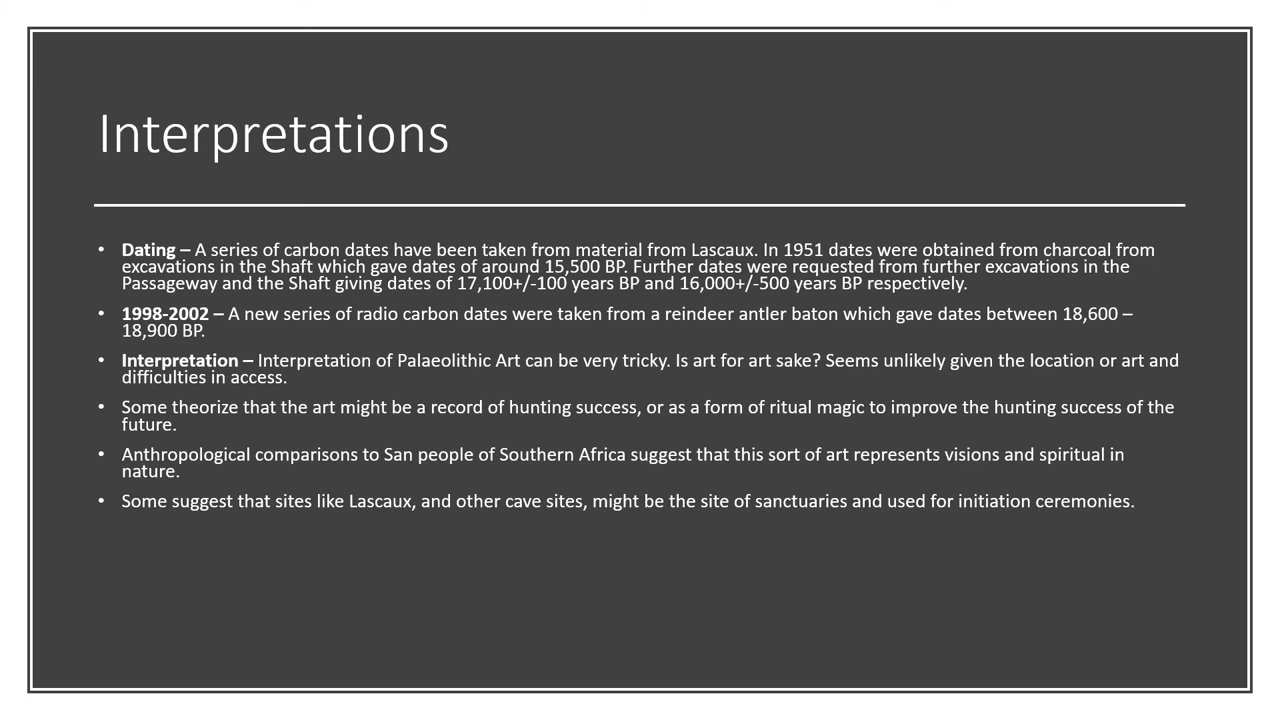 Interpretations
• Dating – A series of carbon dates have been taken from material from Lascaux. In 1951 dates were obtained from charcoal from
excavations in the Shaft which gave dates of around 15,500 BP. Further dates were requested from further excavations in the
Passageway and the Shaft giving dates of 17,100+/-100 years BP and 16,000+/-500 years BP respectively.
• 1998-2002 – A new series of radio carbon dates were taken from a reindeer antler baton which gave dates between 18,600 –
18,900 BP.
• Interpretation – Interpretation of Palaeolithic Art can be very tricky. Is art for art sake? Seems unlikely given the location or art and
difficulties in access.
• Some theorize that the art might be a record of hunting success, or as a form of ritual magic to improve the hunting success of the
future.
• Anthropological comparisons to San people of Southern Africa suggest that this sort of art represents visions and spiritual in
nature.
• Some suggest that sites like Lascaux, and other cave sites, might be the site of sanctuaries and used for initiation ceremonies.